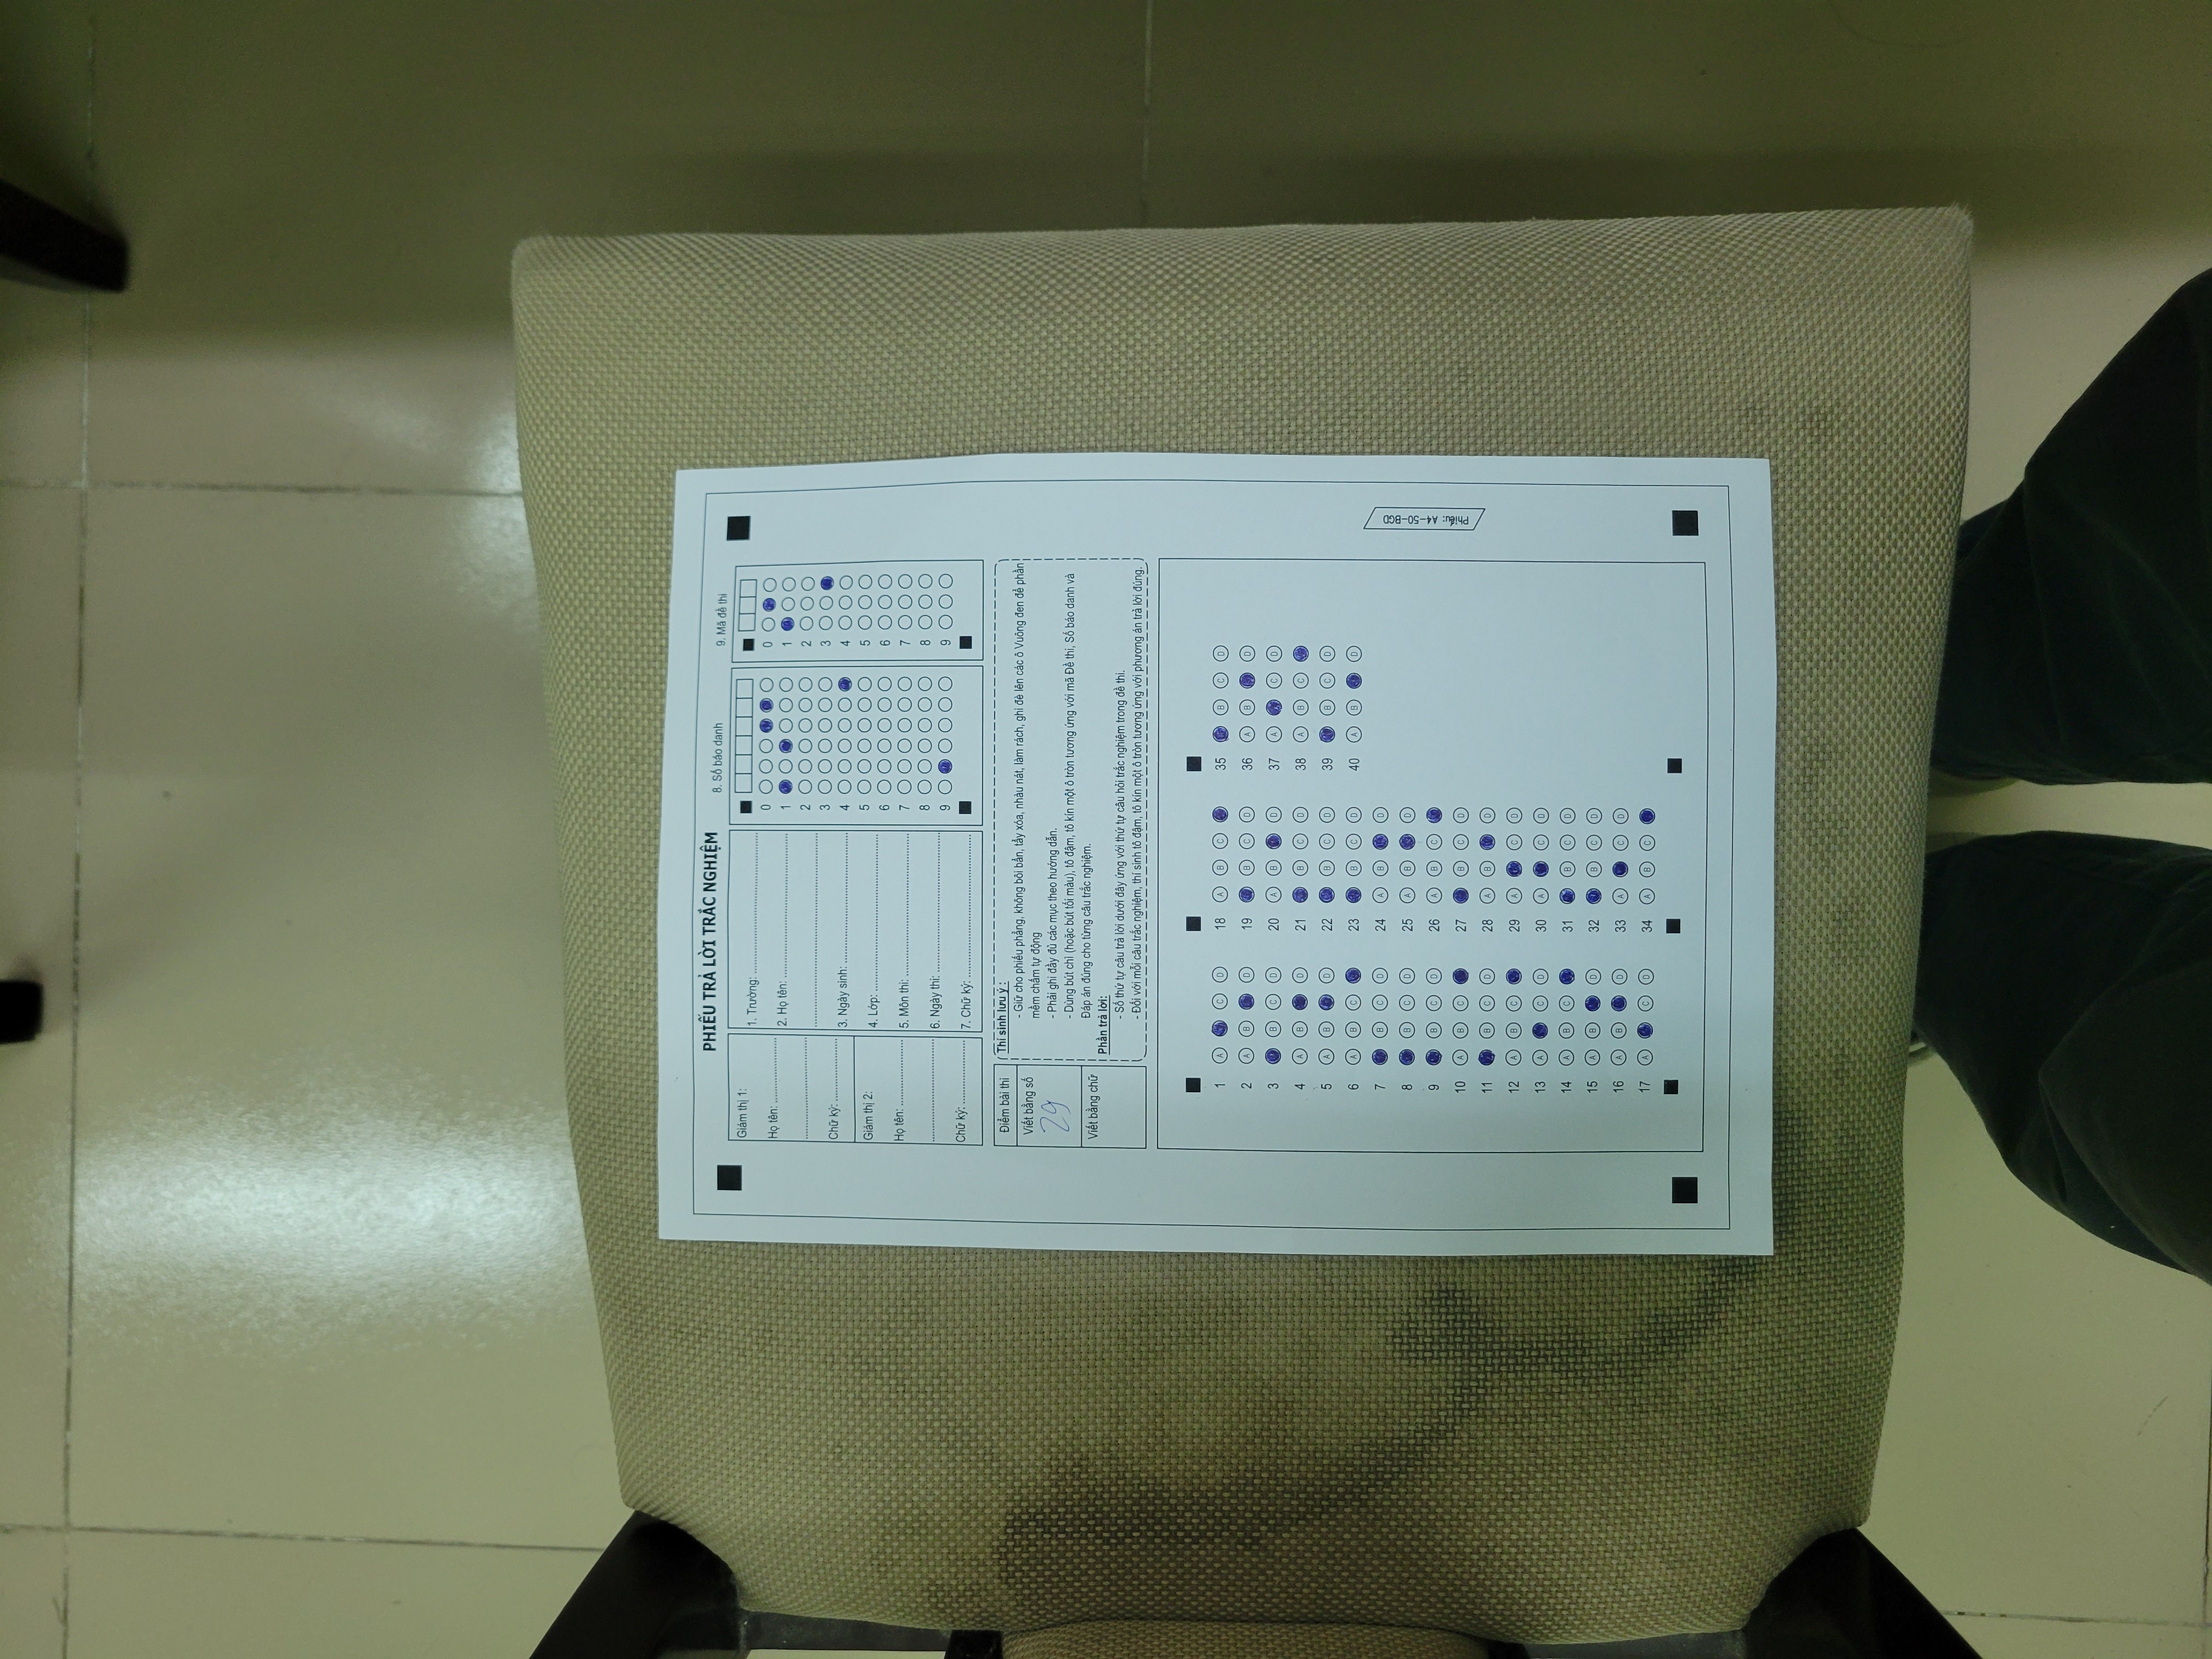 PHIẾU TRẢ LỜI TRẮC NGHIỆM
Giám thị 1:
Họ tên: ........................
Chữ ký: ........................
Giám thị 2:
Họ tên: ........................
Chữ ký: ........................
1. Trường: ........................
2. Họ tên: ........................
3. Ngày sinh: ........................
4. Lớp: ........................
5. Môn thi: ........................
6. Ngày thi: ........................
7. Chữ ký: ........................
8. Số báo danh
0
1
2
3
4
5
6
7
8
9
9. Mã đề thi
0
1
2
3
4
5
6
7
8
9
Điểm bài thi
Viết bằng số
29
Viết bằng chữ
Thí sinh lưu ý :
- Giữ cho phiếu phẳng, không bôi bẩn, tẩy xóa, nhàu nát, làm rách, ghi đè lên các ô Vuông đen để phần
mềm chấm tự động
- Phải ghi đầy đủ các mục theo hướng dẫn.
- Dùng bút chì (hoặc bút tối màu), tô đậm, tô kín một ô tròn tương ứng với mã Đề thi, Số báo danh và
Đáp án đúng cho từng câu trắc nghiệm.
Phần trả lời:
- Số thứ tự câu trả lời dưới đây ứng với thứ tự câu hỏi trắc nghiệm trong đề thi.
- Đối với mỗi câu trắc nghiệm, thí sinh tô đậm, tô kín một ô tròn tương ứng với phương án trả lời đúng.
1 A C D
2 A B D
3 B C D
4 A B D
5 A B D
6 A B C
7 B C D
8 B C D
9 B C D
10 A B C
11 B C D
12 A B C
13 A C D
14 A B C
15 A B D
16 A B D
17 A C D
18 A B C
19 B C D
20 A B D
21 B C D
22 B C D
23 B C D
24 A B D
25 A B D
26 A B C
27 B C D
28 A B D
29 A C D
30 A C D
31 B C D
32 B C D
33 A C D
34 A B C
35 B C D
36 A B D
37 A C D
38 A B C
39 B C D
40 A B D
Phiếu: A4-50-BGD